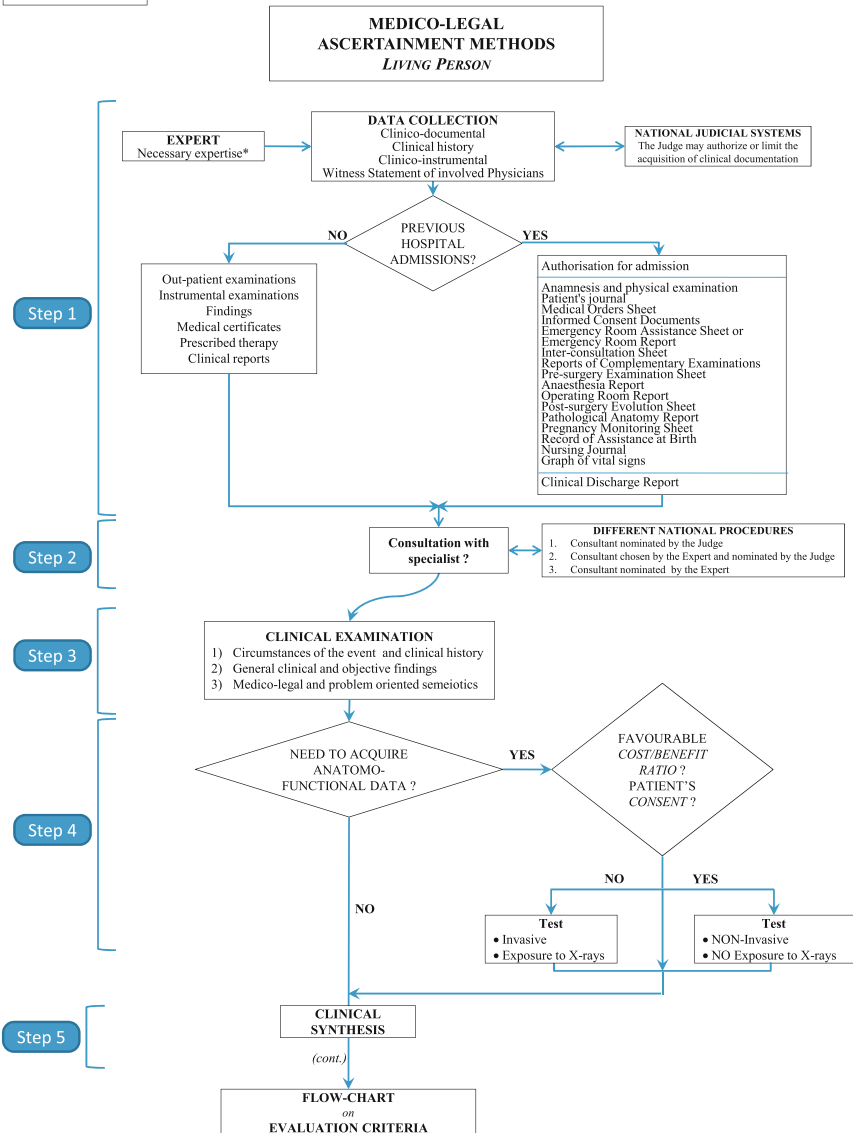 MEDICO-LEGAL
ASCERTAINMENT METHODS
LIVING PERSON
EXPERT
Necessary expertise*
DATA COLLECTION
Clinico-documental
Clinical history
Clinico-instrumental
Witness Statement of involved Physicians
NATIONAL JUDICIAL SYSTEMS
The Judge may authorize or limit the
acquisition of clinical documentation
PREVIOUS
HOSPITAL
ADMISSIONS?
NO
YES
Step 1
Out-patient examinations
Instrumental examinations
Findings
Medical certificates
Prescribed therapy
Clinical reports
Authorisation for admission
Anamnesis and physical examination
Patient's journal
Medical Orders Sheet
Informed Consent Documents
Emergency Room Assistance Sheet or
Emergency Room Report
Inter-consultation Sheet
Reports of Complementary Examinations
Pre-surgery Examination Sheet
Anaesthesia Report
Operating Room Report
Post-surgery Evolution Sheet
Pathological Anatomy Report
Pregnancy Monitoring Sheet
Record of Assistance at Birth
Nursing Journal
Graph of vital signs
Clinical Discharge Report
Step 2
Consultation with
specialist ?
DIFFERENT NATIONAL PROCEDURES
1. Consultant nominated by the Judge
2. Consultant chosen by the Expert and nominated by the Judge
3. Consultant nominated by the Expert
Step 3
CLINICAL EXAMINATION
1) Circumstances of the event and clinical history
2) General clinical and objective findings
3) Medico-legal and problem oriented semeiotics
Step 4
NEED TO ACQUIRE
ANATOMO-
FUNCTIONAL DATA ?
YES
FAVOURABLE
COST/BENEFIT
RATIO ?
PATIENT'S
CONSENT ?
NO
NO
YES
Test
• Invasive
• Exposure to X-rays
Test
• NON-Invasive
• NO Exposure to X-rays
Step 5
CLINICAL
SYNTHESIS
(cont.)
FLOW-CHART
on
EVALUATION CRITERIA